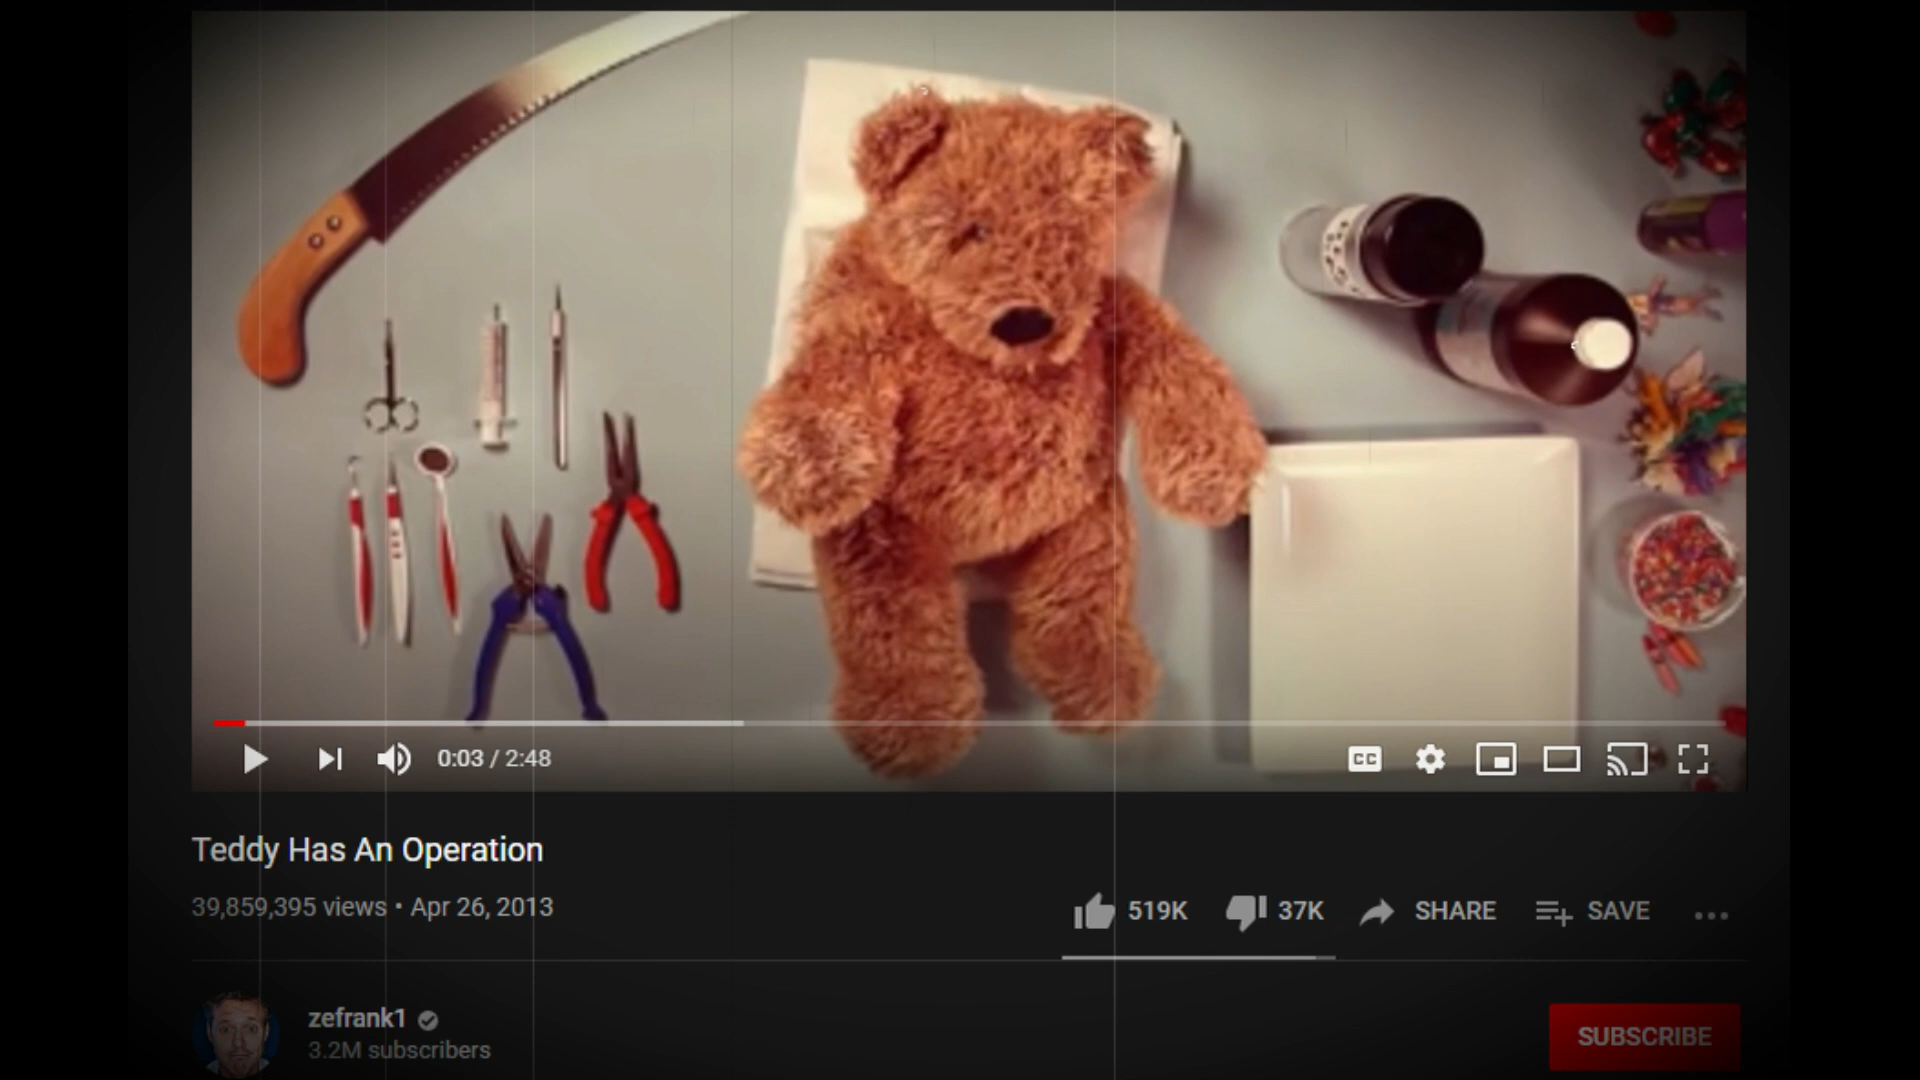 CC
0:03 / 2:48
Teddy Has An Operation
39,859,395 views • Apr 26, 2013
519K 37K SHARE SAVE
zefrank1
3.2M subscribers
SUBSCRIBE